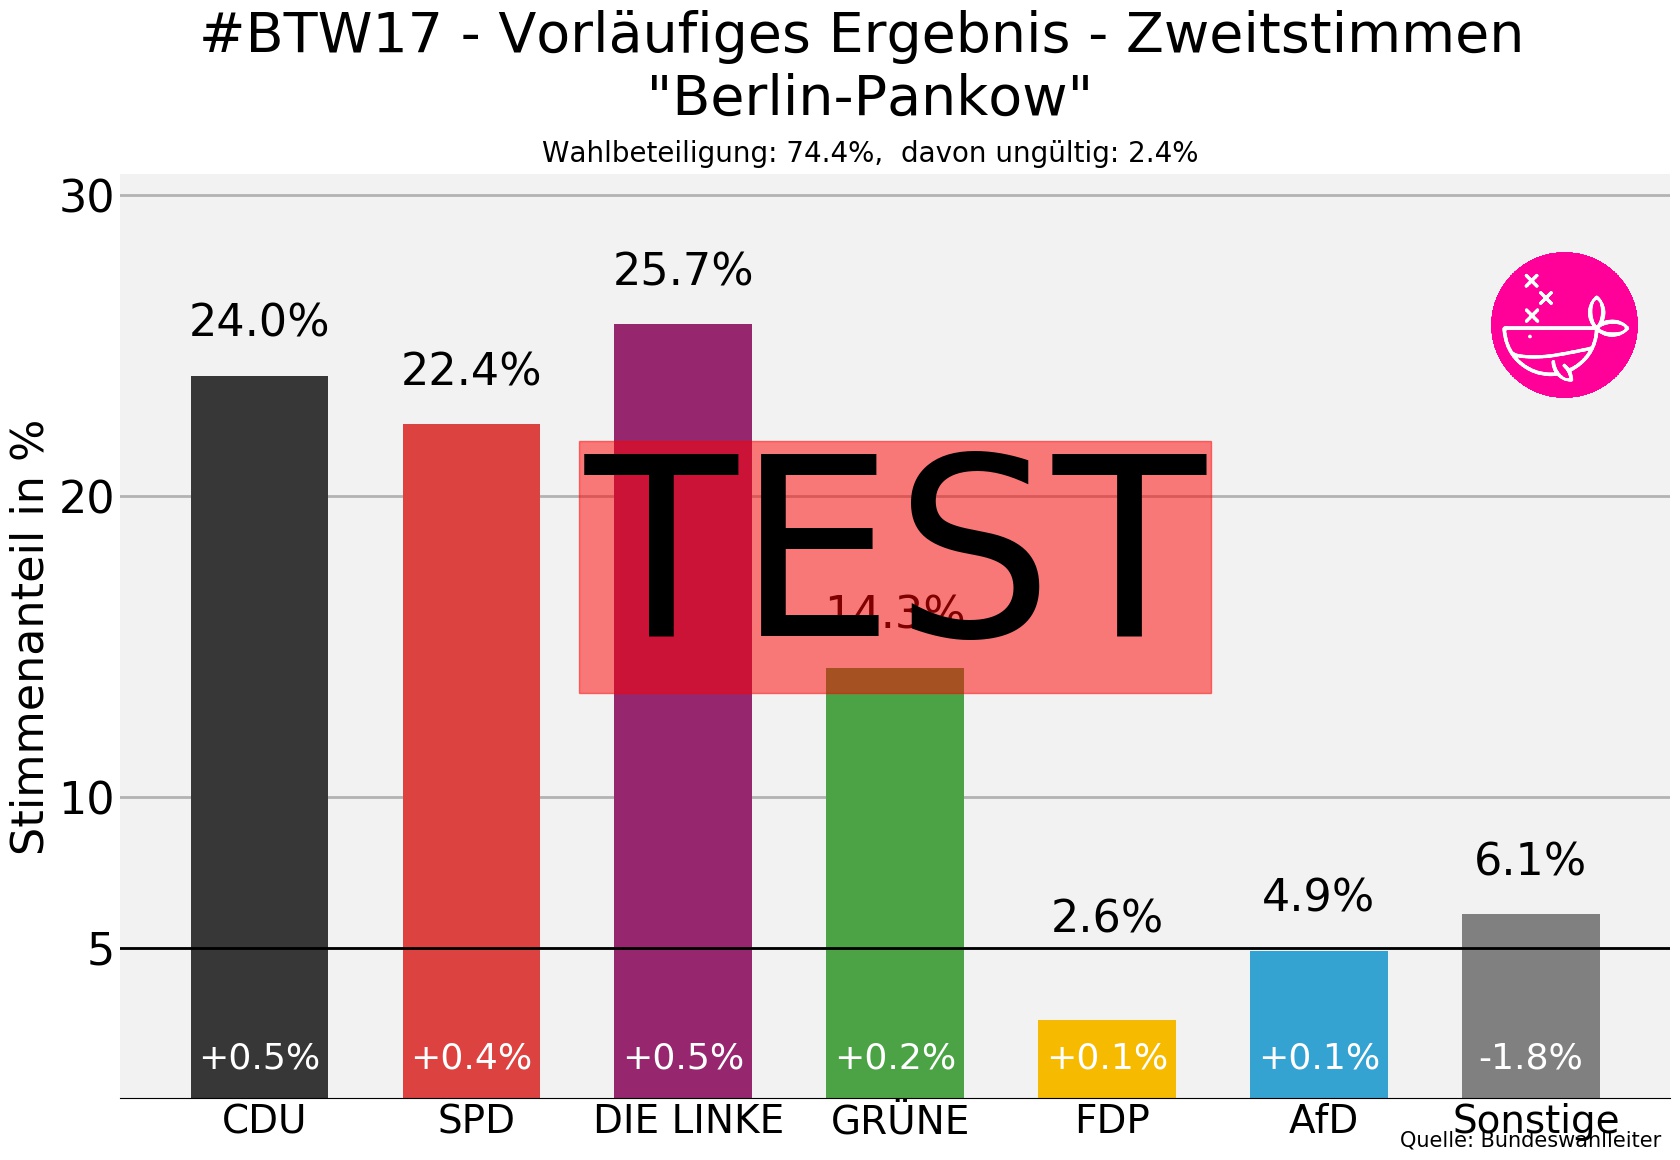 #BTW17 - Vorläufiges Ergebnis - Zweitstimmen
"Berlin-Pankow"
Wahlbeteiligung: 74.4%,  davon ungültig: 2.4%
Stimmenanteil in %
30
20
10
5
24.0%
22.4%
25.7%
14.3%
2.6%
4.9%
6.1%
TEST
+0.5%
+0.4%
+0.5%
+0.2%
+0.1%
+0.1%
-1.8%
CDU
SPD
DIE LINKE
GRÜNE
FDP
AfD
Sonstige
Quelle: Bundeswahlleiter